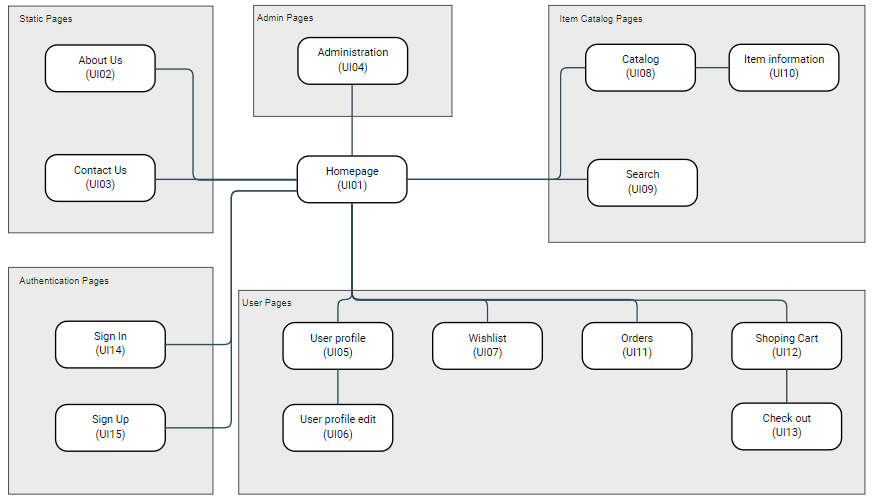 Static Pages
About Us
(UI02)
Contact Us
(UI03)
Admin Pages
Administration
(UI04)
Homepage
(UI01)
Item Catalog Pages
Catalog
(UI08)
Item information
(UI10)
Search
(UI09)
Authentication Pages
Sign In
(UI14)
Sign Up
(UI15)
User Pages
User profile
(UI05)
Wishlist
(UI07)
Orders
(UI11)
Shoping Cart
(UI12)
User profile edit
(UI06)
Check out
(UI13)